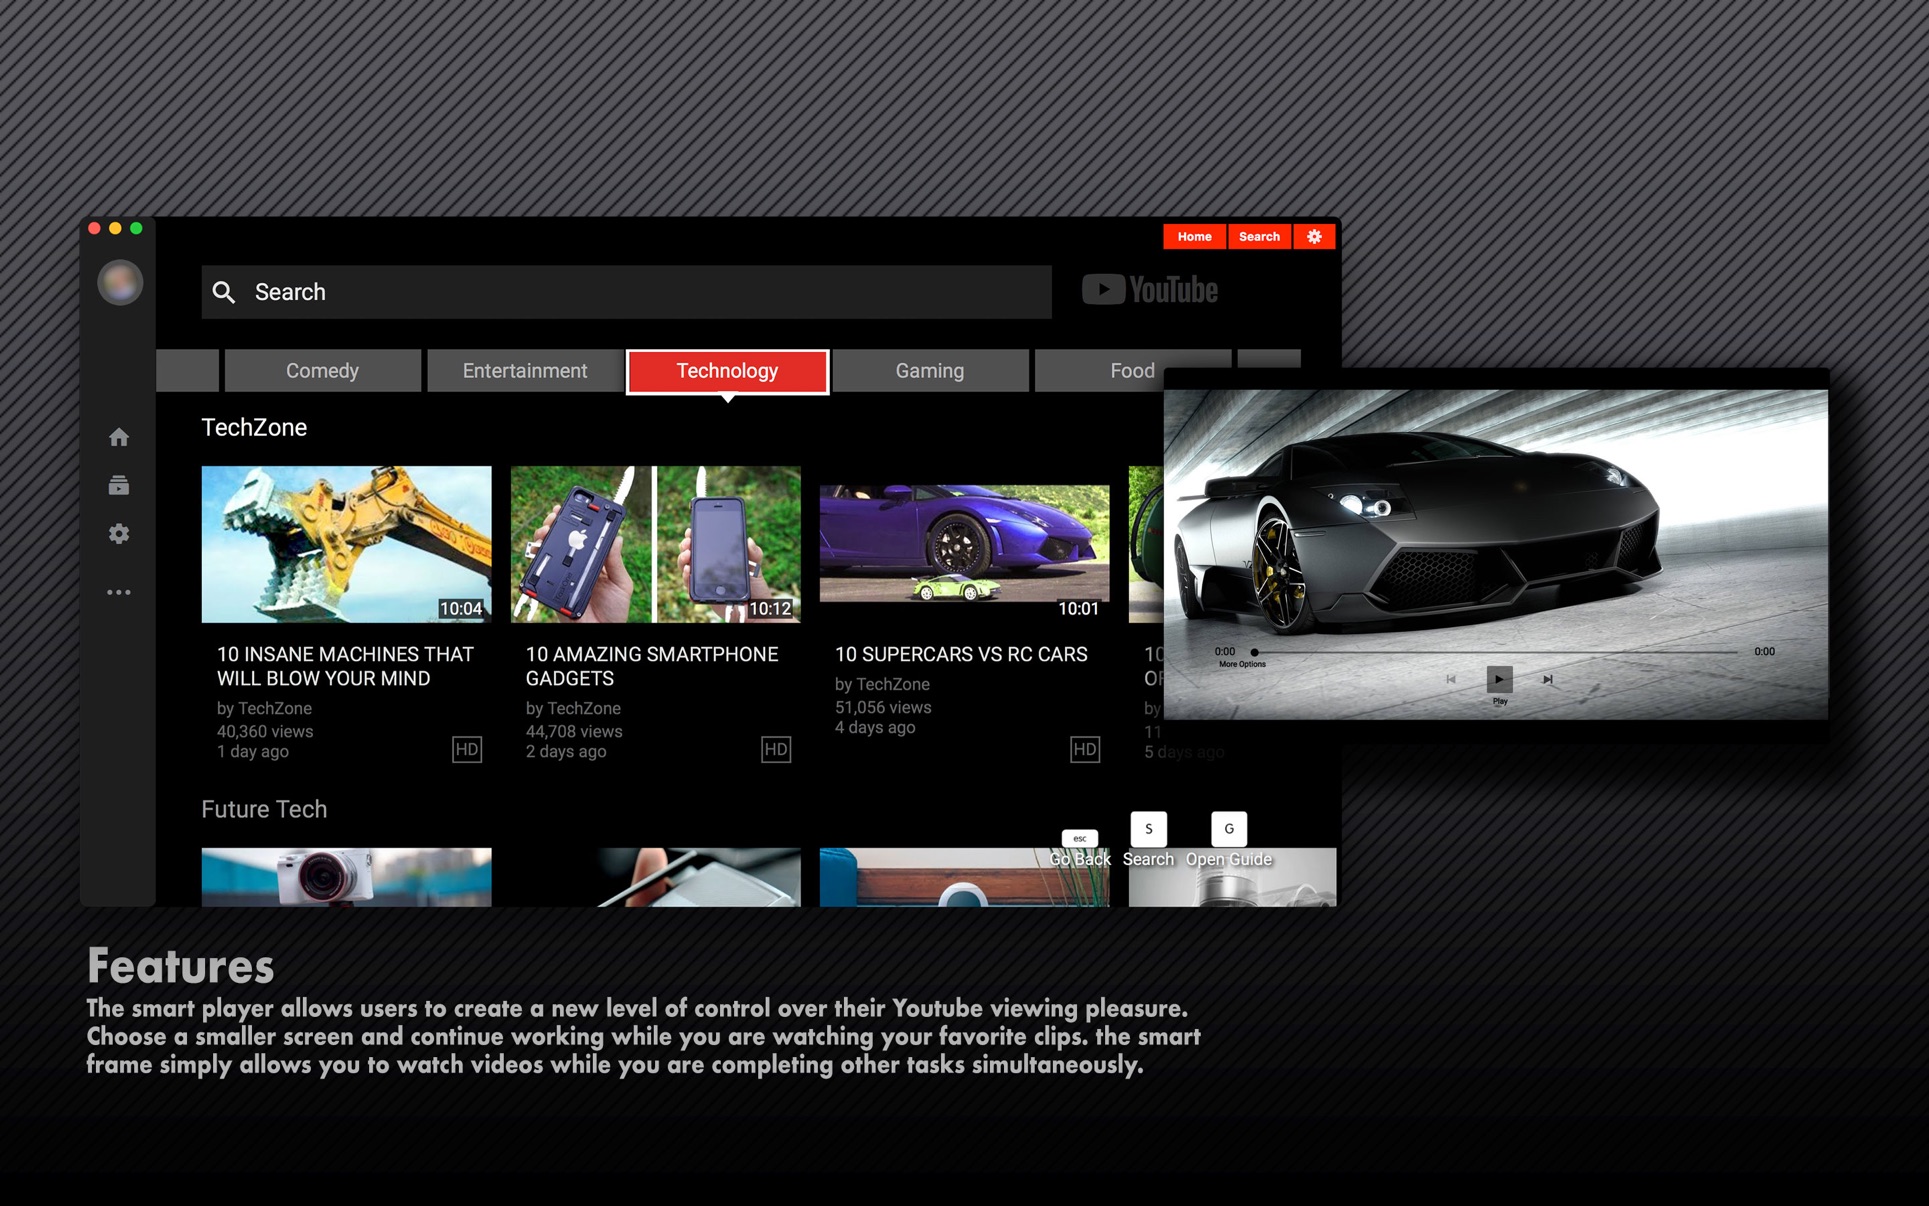 Home Search
Search
YouTube
Comedy Entertainment Technology Gaming Food
TechZone
10:04
10:12
10:01
10 INSANE MACHINES THAT
WILL BLOW YOUR MIND
by TechZone
40,360 views
1 day ago
HD
10 AMAZING SMARTPHONE
GADGETS
by TechZone
44,708 views
2 days ago
HD
10 SUPERCARS VS RC CARS
by TechZone
51,056 views
4 days ago
HD
10
by
11
5 days ago
0:00
0:00
More Options
Play
Future Tech
esc
S
G
Go Back Search Open Guide
Features
The smart player allows users to create a new level of control over their Youtube viewing pleasure.
Choose a smaller screen and continue working while you are watching your favorite clips. the smart
frame simply allows you to watch videos while you are completing other tasks simultaneously.